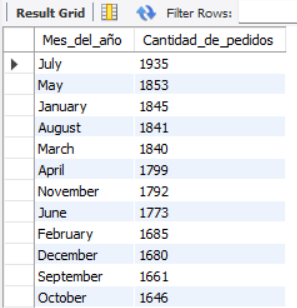 Result Grid Filter Rows:
Mes_del_año Cantidad_de_pedidos
July 1935
May 1853
January 1845
August 1841
March 1840
April 1799
November 1792
June 1773
February 1685
December 1680
September 1661
October 1646